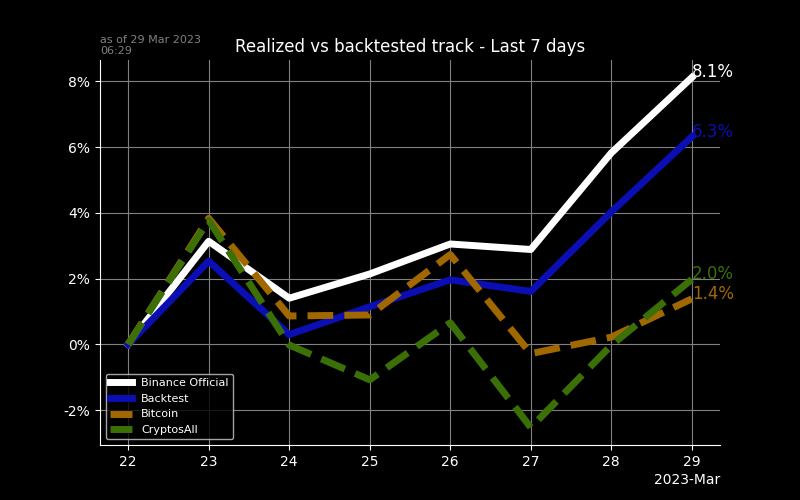 as of 29 Mar 2023
06:29
Realized vs backtested track - Last 7 days
8%
6%
4%
2%
0%
-2%
8.1%
6.3%
2.0%
1.4%
Binance Official
Backtest
Bitcoin
CryptosAll
22 23 24 25 26 27 28 29
2023-Mar